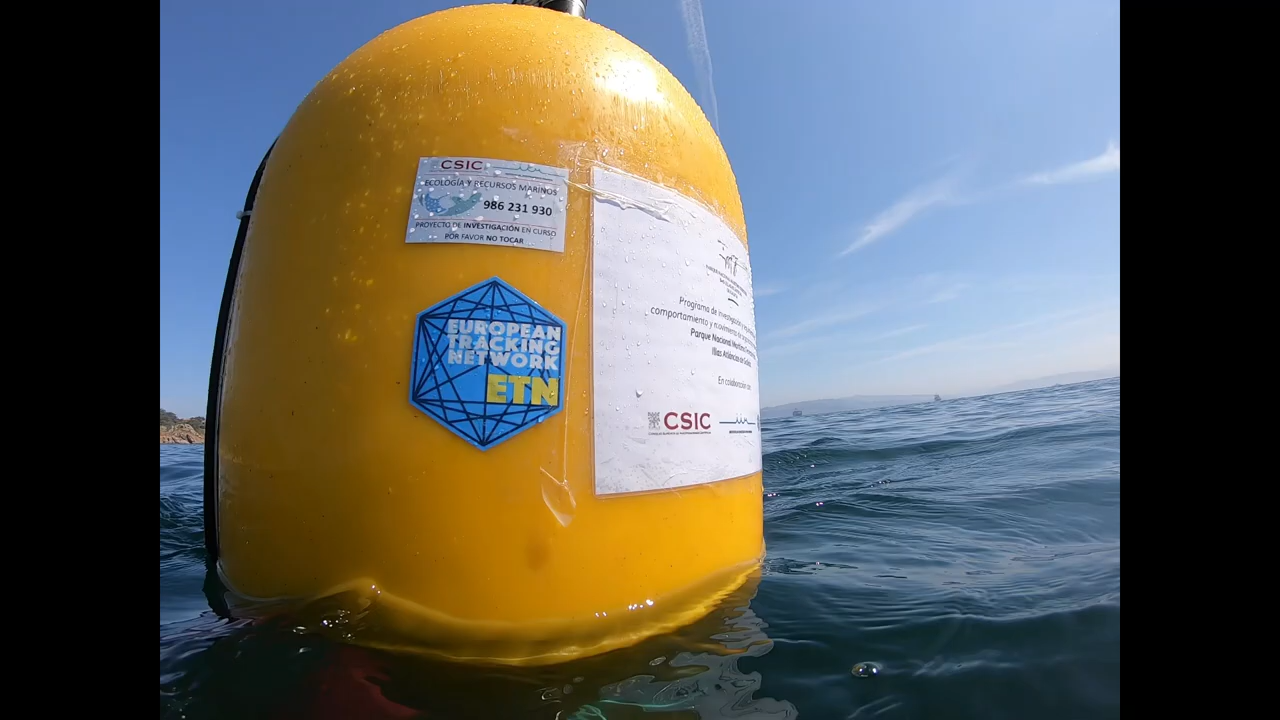 CSIC
ECOLOGÍA Y RECURSOS MARINOS
986 231 930
PROYECTO DE INVESTIGACIÓN EN CURSO
POR FAVOR NO TOCAR
EUROPEAN
TRACKING
NETWORK
ETN
Programa de investigación
comportamiento y movimiento
Parque Nacional Marítimo
Illas Atlánticas de Galicia
En colaboración con
CSIC